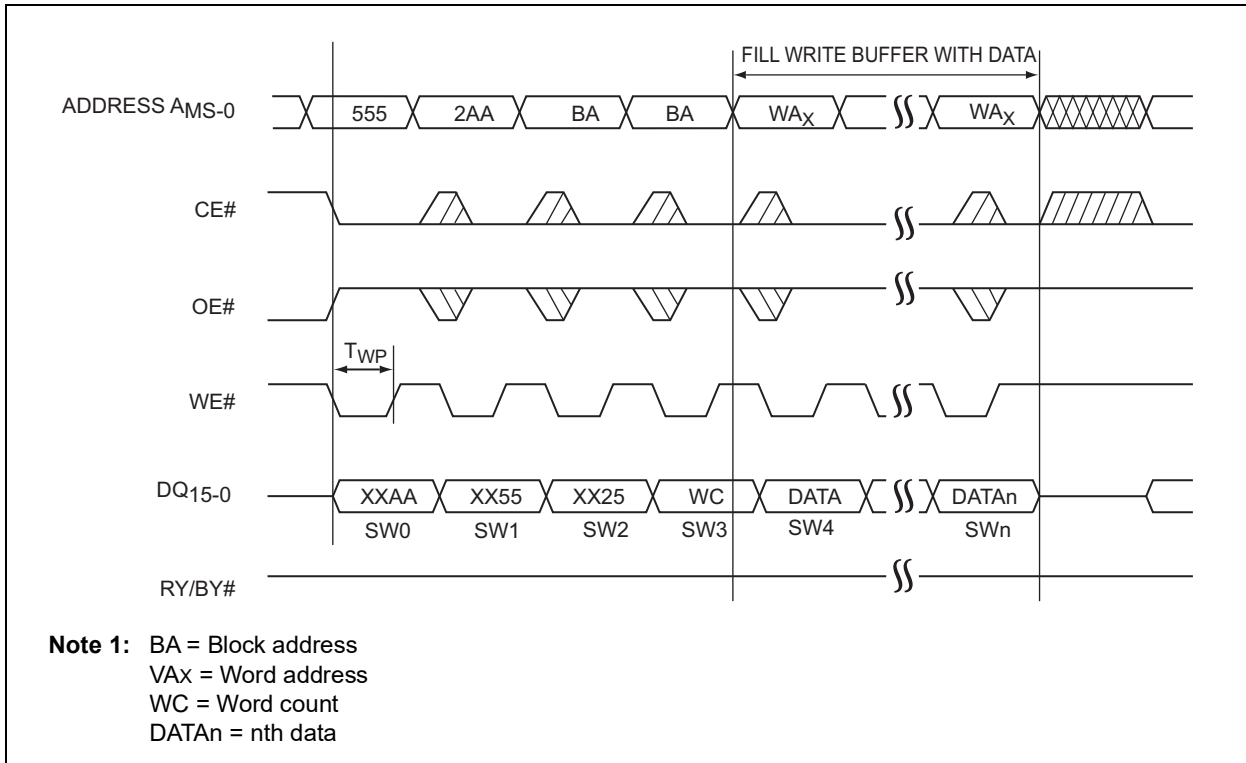 FILL WRITE BUFFER WITH DATA
ADDRESS AMS-0 555 2AA BA BA WAX WAX
CE#
OE#
TWP
WE#
DQ15-0 XXAA XX55 XX25 WC DATA DATAn
SW0 SW1 SW2 SW3 SW4 SWn
RY/BY#
Note 1: BA = Block address
VAX = Word address
WC = Word count
DATAn = nth data